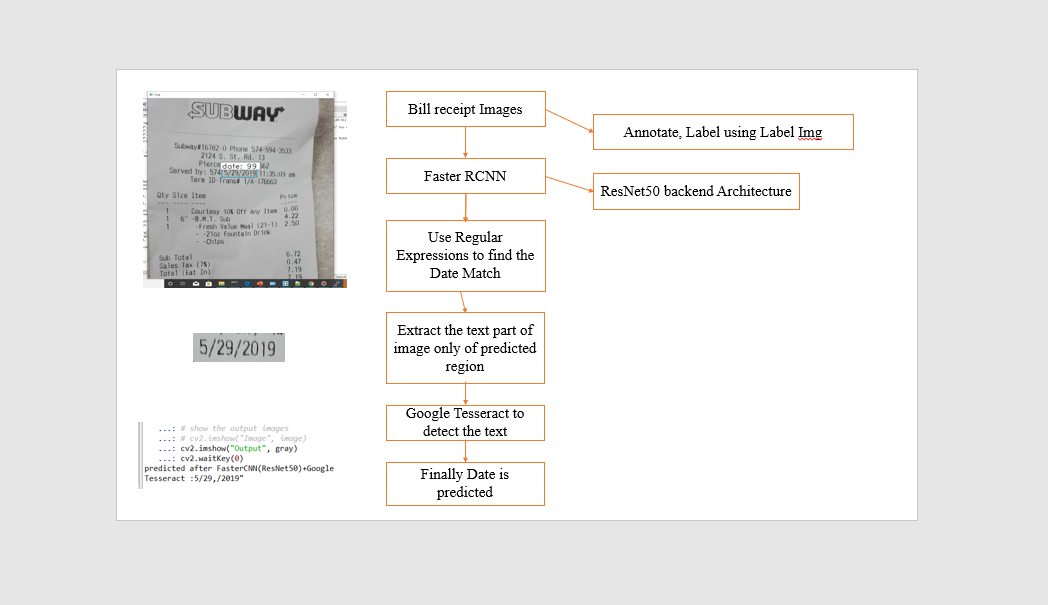 SUBWAY
Subway#16782-0 Phone 574-594-3533
2124 S. St. Rd. 13
Pierce date: 99 362
Served by: 574 5/29/2019 11:35:09 am
Term ID-Trans# 1/A-176663
Qty Size Item Price
1 Courtesy 10% Off Any Item 0.00
1 6" -B.M.T. Sub 4.22
1 -Fresh Value Meal (21-1) 2.50
- -21oz Fountain Drink
- -Chips
Sub Total 6.72
Sales Tax (7%) 0.47
Total (Eat In) 7.19
5/29/2019
...: # show the output images
...: # cv2.imshow("Image", image)
...: cv2.imshow("Output", gray)
...: cv2.waitKey(0)
predicted after FasterCNN(ResNet50)+Google
Tesseract :5/29,/2019"
Bill receipt Images
Annotate, Label using Label Img
Faster RCNN
ResNet50 backend Architecture
Use Regular
Expressions to find the
Date Match
Extract the text part of
image only of predicted
region
Google Tesseract to
detect the text
Finally Date is
predicted